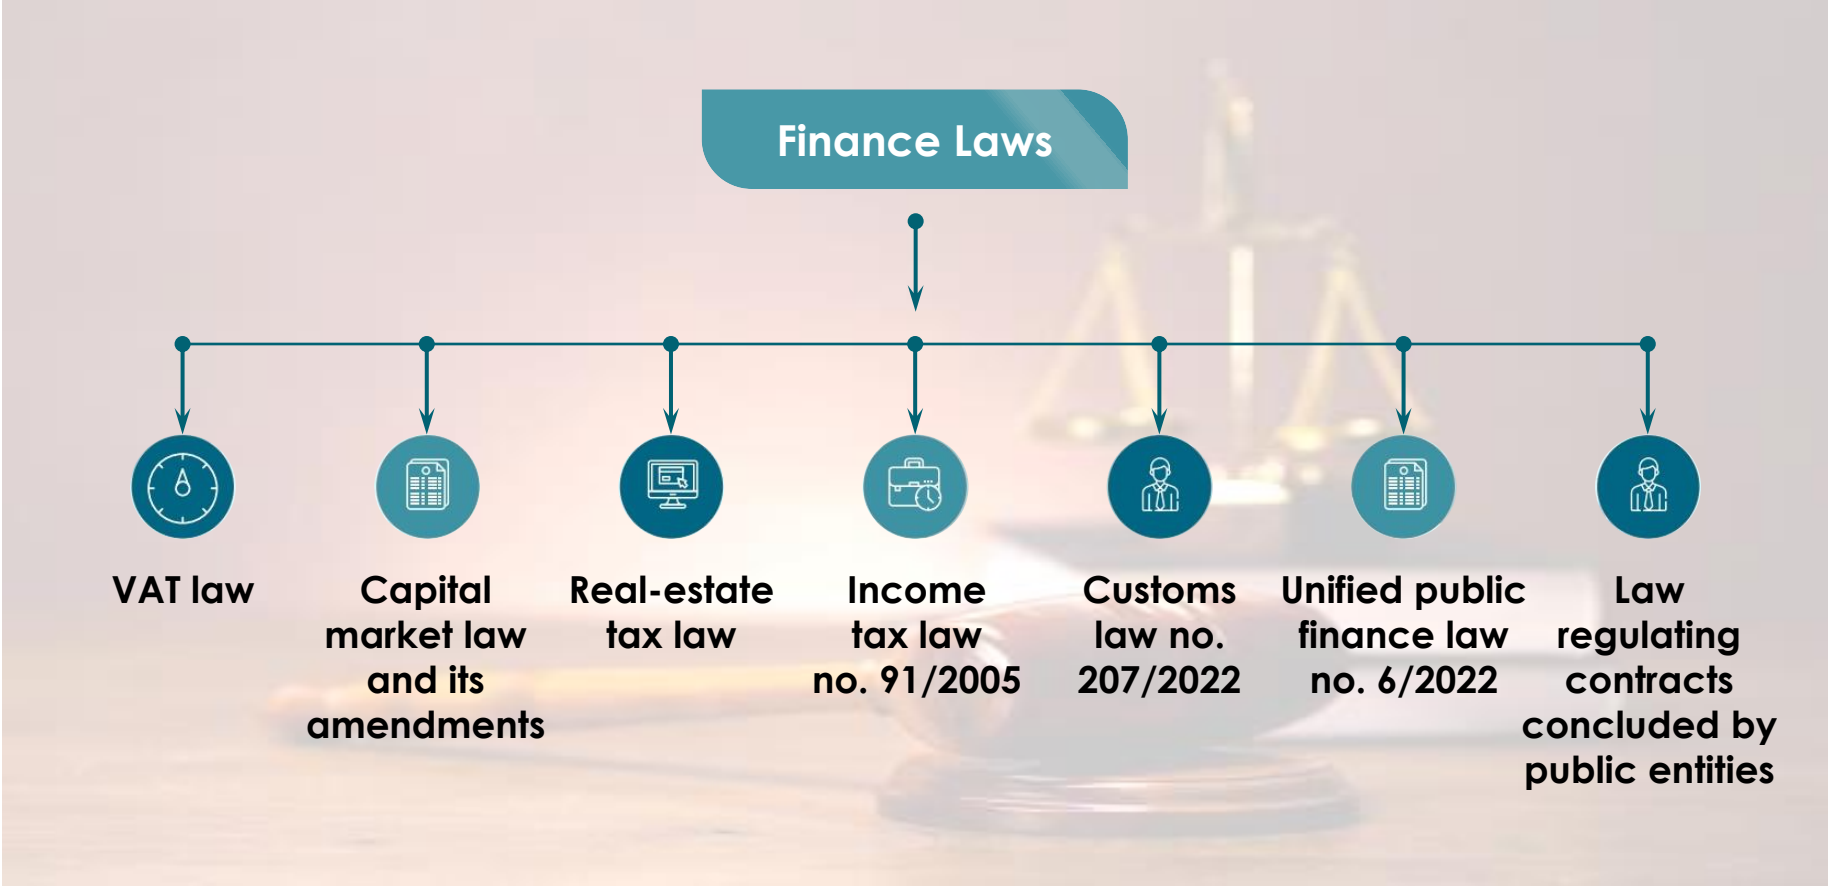 Finance Laws
VAT law
Capital
market law
and its
amendments
Real-estate
tax law
Income
tax law
no. 91/2005
Customs
law no.
207/2022
Unified public
finance law
no. 6/2022
Law
regulating
contracts
concluded by
public entities